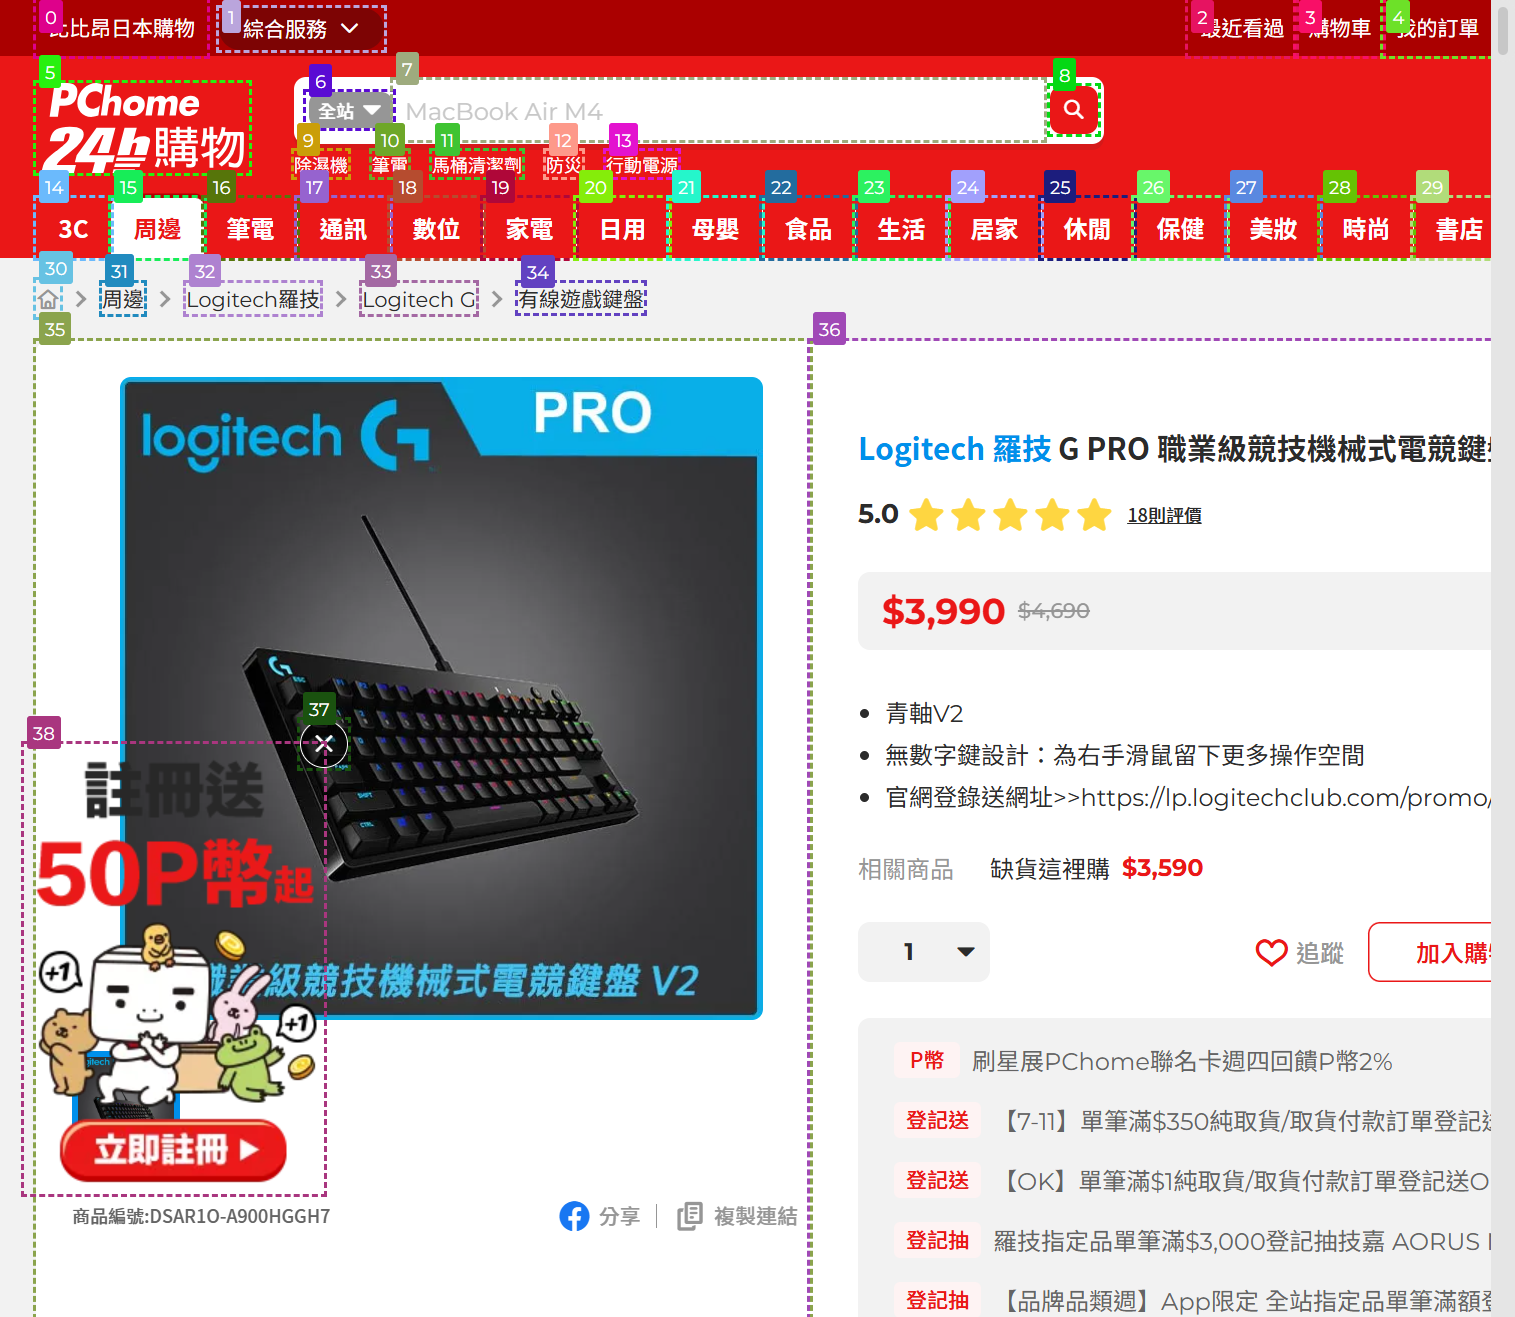 比比昂日本購物
綜合服務
最近看過
購物車
我的訂單
PChome
24h購物
全站
MacBook Air M4
除濕機
筆電
馬桶清潔劑
防災
行動電源
3C
周邊
筆電
通訊
數位
家電
日用
母嬰
食品
生活
居家
休閒
保健
美妝
時尚
書店
周邊
Logitech羅技
Logitech G
有線遊戲鍵盤
logitech G
PRO
職業級競技機械式電競鍵盤 V2
註冊送
50P幣起
+1
+1
立即註冊
商品編號:DSAR1O-A900HGGH7
分享
複製連結
Logitech 羅技 G PRO 職業級競技機械式電競鍵
5.0
18則評價
$3,990
$4,690
青軸V2
無數字鍵設計：為右手滑鼠留下更多操作空間
官網登錄送網址>>https://lp.logitechclub.com/promo/
相關商品
缺貨這裡購 $3,590
1
追蹤
加入購
P幣 刷星展PChome聯名卡週四回饋P幣2%
登記送 【7-11】單筆滿$350純取貨/取貨付款訂單登記送
登記送 【OK】單筆滿$1純取貨/取貨付款訂單登記送O
登記抽 羅技指定品單筆滿$3,000登記抽技嘉 AORUS
登記抽 【品牌品類週】App限定 全站指定品單筆滿額登
0
1
2
3
4
5
6
7
8
9
10
11
12
13
14
15
16
17
18
19
20
21
22
23
24
25
26
27
28
29
30
31
32
33
34
35
36
37
38